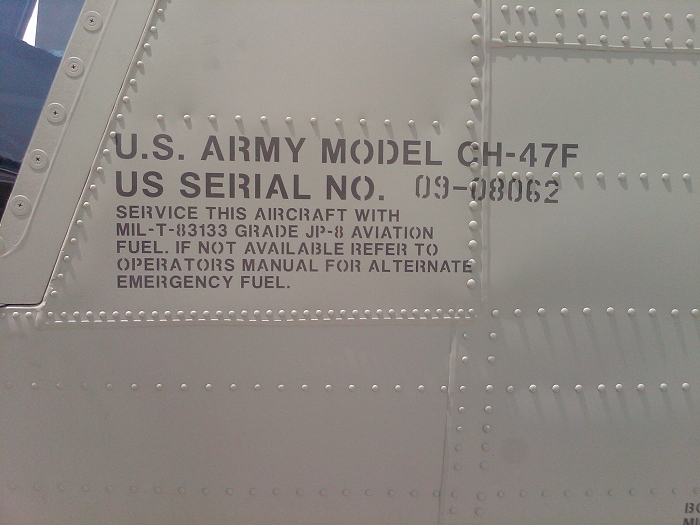 U.S. ARMY MODEL CH-47F
US SERIAL NO. 09-08062
SERVICE THIS AIRCRAFT WITH
MIL-T-83133 GRADE JP-8 AVIATION
FUEL. IF NOT AVAILABLE REFER TO
OPERATORS MANUAL FOR ALTERNATE
EMERGENCY FUEL.